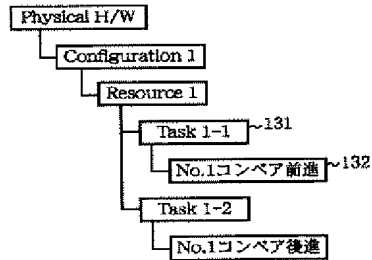 Physical H/W
Configuration 1
Resource 1
Task 1-1 ~131
No.1コンベア前進 ~132
Task 1-2
No.1コンベア後進